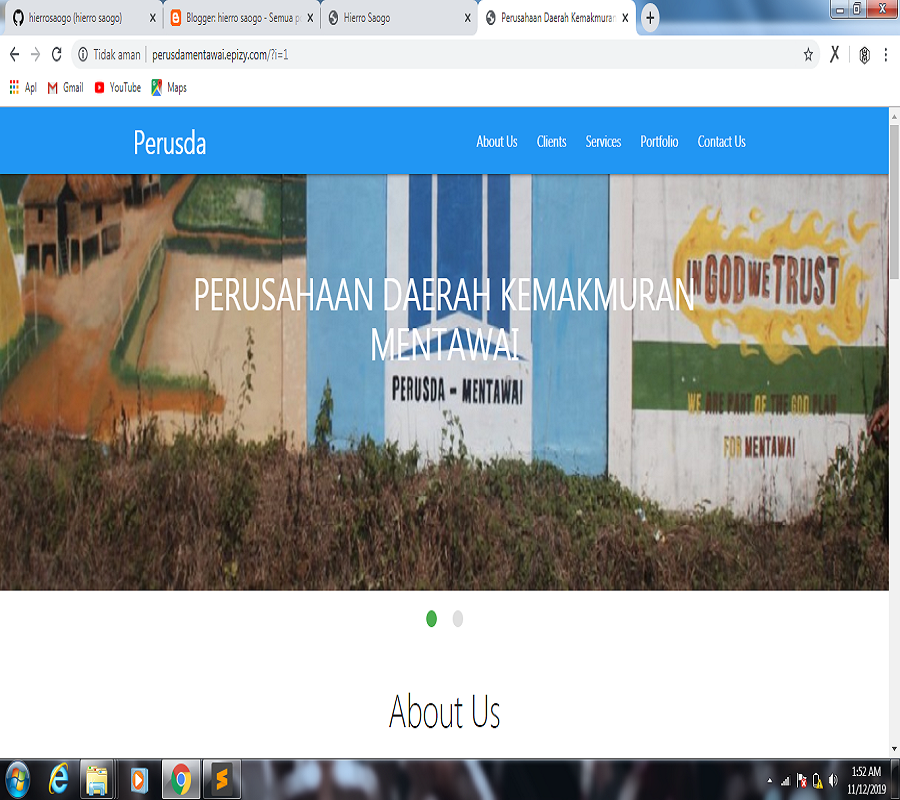 hierrosaogo (hierro saogo)
Blogger: hierro saogo - Semua p
Hierro Saogo
Perusahaan Daerah Kemakmuran
Tidak aman
perusdamentawai.epizy.com/?i=1
Apl
Gmail
YouTube
Maps
Perusda
About Us
Clients
Services
Portfolio
Contact Us
PERUSAHAAN DAERAH KEMAKMURAN
MENTAWAI
PERUSDA - MENTAWAI
IN GOD WE TRUST
WE ARE PART OF THE GOD PLAN
FOR MENTAWAI
About Us
1:52 AM
11/12/2019